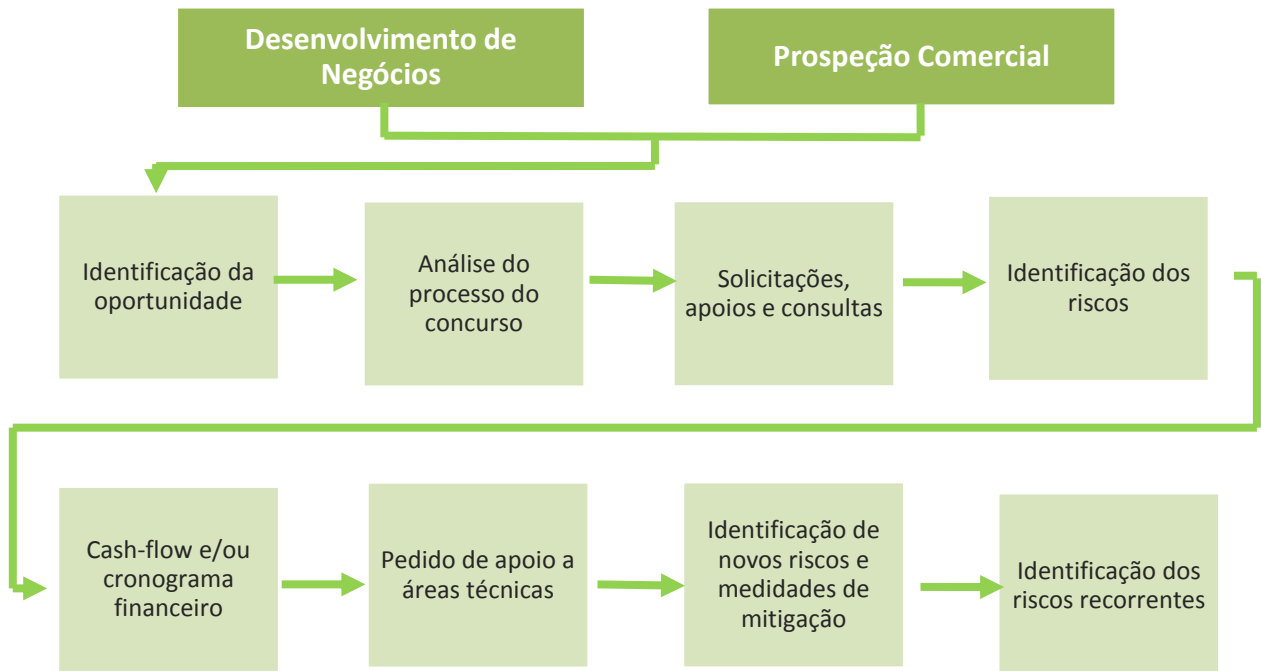 Desenvolvimento de
Negócios
Prospeção Comercial
Identificação da
oportunidade
Análise do
processo do
concurso
Solicitações,
apoios e consultas
Identificação dos
riscos
Cash-flow e/ou
cronograma
financeiro
Pedido de apoio a
áreas técnicas
Identificação de
novos riscos e
medidades de
mitigação
Identificação dos
riscos recorrentes